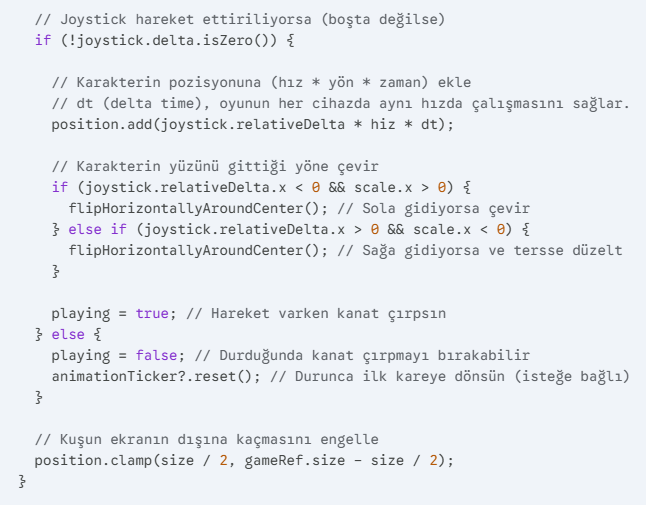 // Joystick hareket ettiriliyorsa (boşta değilse)
if (!joystick.delta.isZero()) {
// Karakterin pozisyonuna (hız * yön * zaman) ekle
// dt (delta time), oyunun her cihazda aynı hızda çalışmasını sağlar.
position.add(joystick.relativeDelta * hiz * dt);
// Karakterin yüzünü gittiği yöne çevir
if (joystick.relativeDelta.x < 0 && scale.x > 0) {
flipHorizontallyAroundCenter(); // Sola gidiyorsa çevir
} else if (joystick.relativeDelta.x > 0 && scale.x < 0) {
flipHorizontallyAroundCenter(); // Sağa gidiyorsa ve tersse düzelt
}
playing = true; // Hareket varken kanat çırpsın
} else {
playing = false; // Durduğunda kanat çırpmayı bırakabilir
animationTicker?.reset(); // Durunca ilk kareye dönsün (isteğe bağlı)
}
// Kuşun ekranın dışına kaçmasını engelle
position.clamp(size / 2, gameRef.size - size / 2);
}